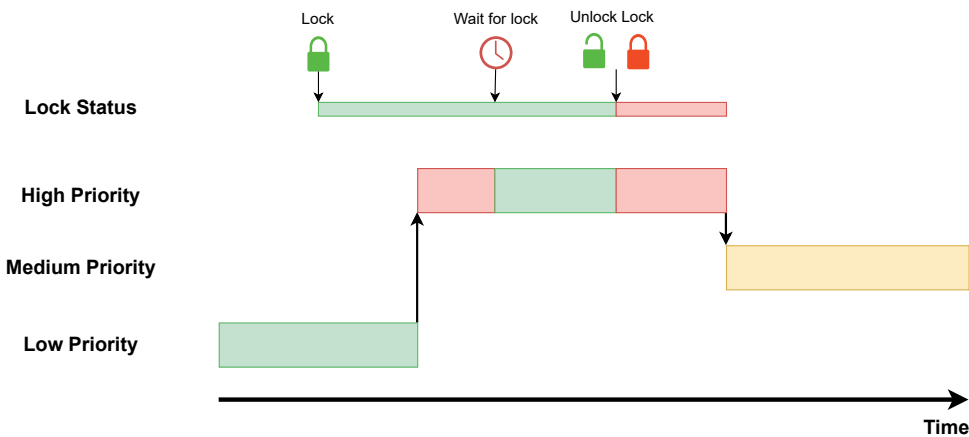 Lock
Wait for lock
Unlock Lock
Lock Status
High Priority
Medium Priority
Low Priority
Time